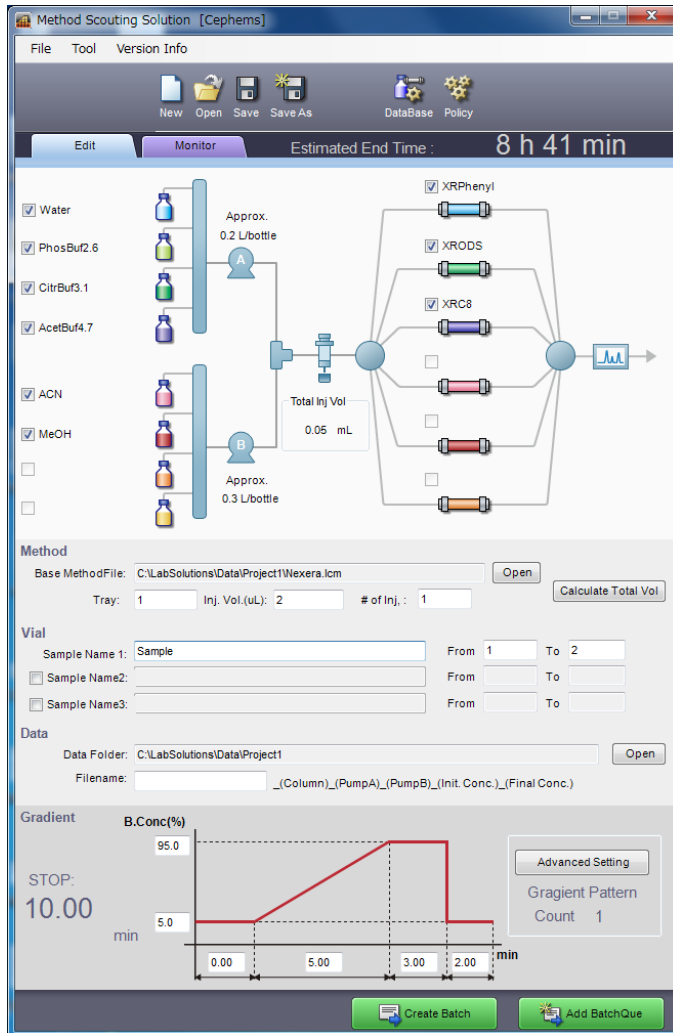 Method Scouting Solution [Cephems]
File Tool Version Info
New Open Save Save As DataBase Policy
Edit Monitor Estimated End Time : 8 h 41 min
XRPhenyl
Water
Approx.
0.2 L/bottle
PhosBuf2.6
XRODS
A
CitrBuf3.1
XRC8
AcetBuf4.7
ACN
Total Inj Vol
0.05 mL
MeOH
B
Approx.
0.3 L/bottle
Method
Base MethodFile: C:\LabSolutions\Data\Project1\Nexera.lcm Open
Calculate Total Vol
Tray: 1 Inj. Vol.(uL): 2 # of Inj, : 1
Vial
Sample Name 1: Sample From 1 To 2
Sample Name2: From To
Sample Name3: From To
Data
Data Folder: C:\LabSolutions\Data\Project1 Open
Filename: _(Column)_(PumpA)_(PumpB)_(Init. Conc.)_(Final Conc.)
Gradient
B.Conc(%)
95.0
Advanced Setting
STOP:
10.00
min
Gragient Pattern
Count 1
5.0
min
0.00 5.00 3.00 2.00
Create Batch Add BatchQue